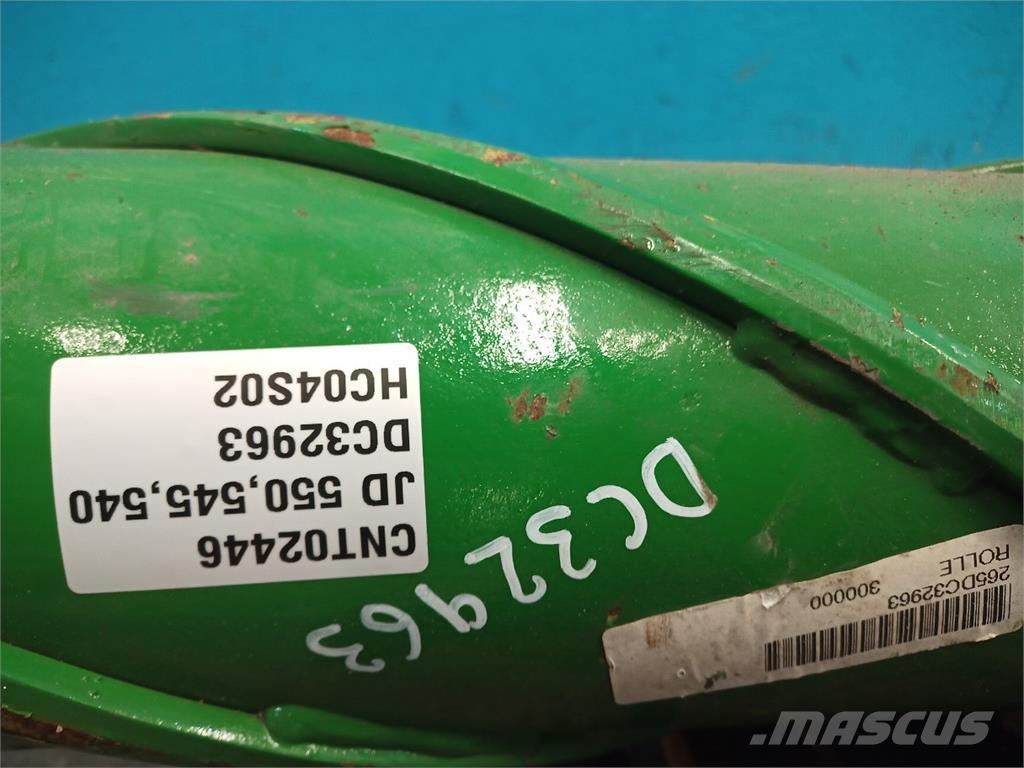 CNT02446
JD 550,545,540
DC32963
HC04S02
DC32963
265DC32963
ROLLE 300000
MASCUS